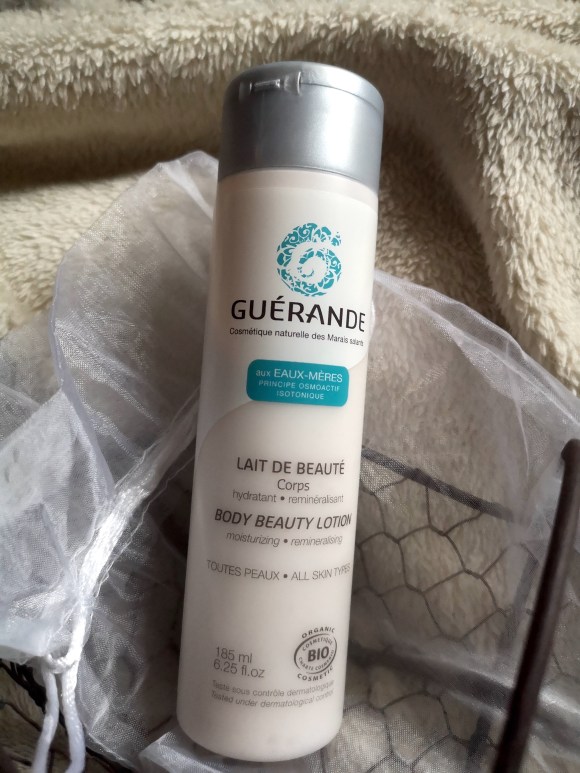 GUÉRANDE
Cosmétique naturelle des Marais salants
aux EAUX-MÈRES
PRINCIPE OSMOACTIF
ISOTONIQUE
LAIT DE BEAUTÉ
Corps
hydratant • reminéralisant
BODY BEAUTY LOTION
moisturizing • remineralising
TOUTES PEAUX • ALL SKIN TYPES
185 ml
6.25 fl.oz
ORGANIC
COSMÉTIQUE
BIO
COSMETIC
Testé sous contrôle dermatologique
Tested under dermatological control